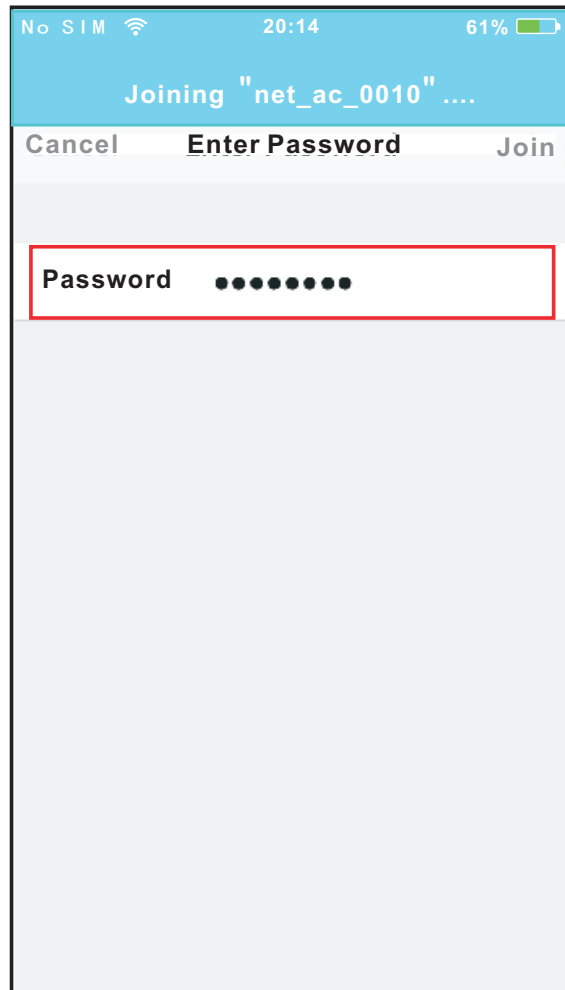 No SIM 20:14 61%
Joining "net_ac_0010" ....
Cancel Enter Password Join
Password ●●●●●●●●